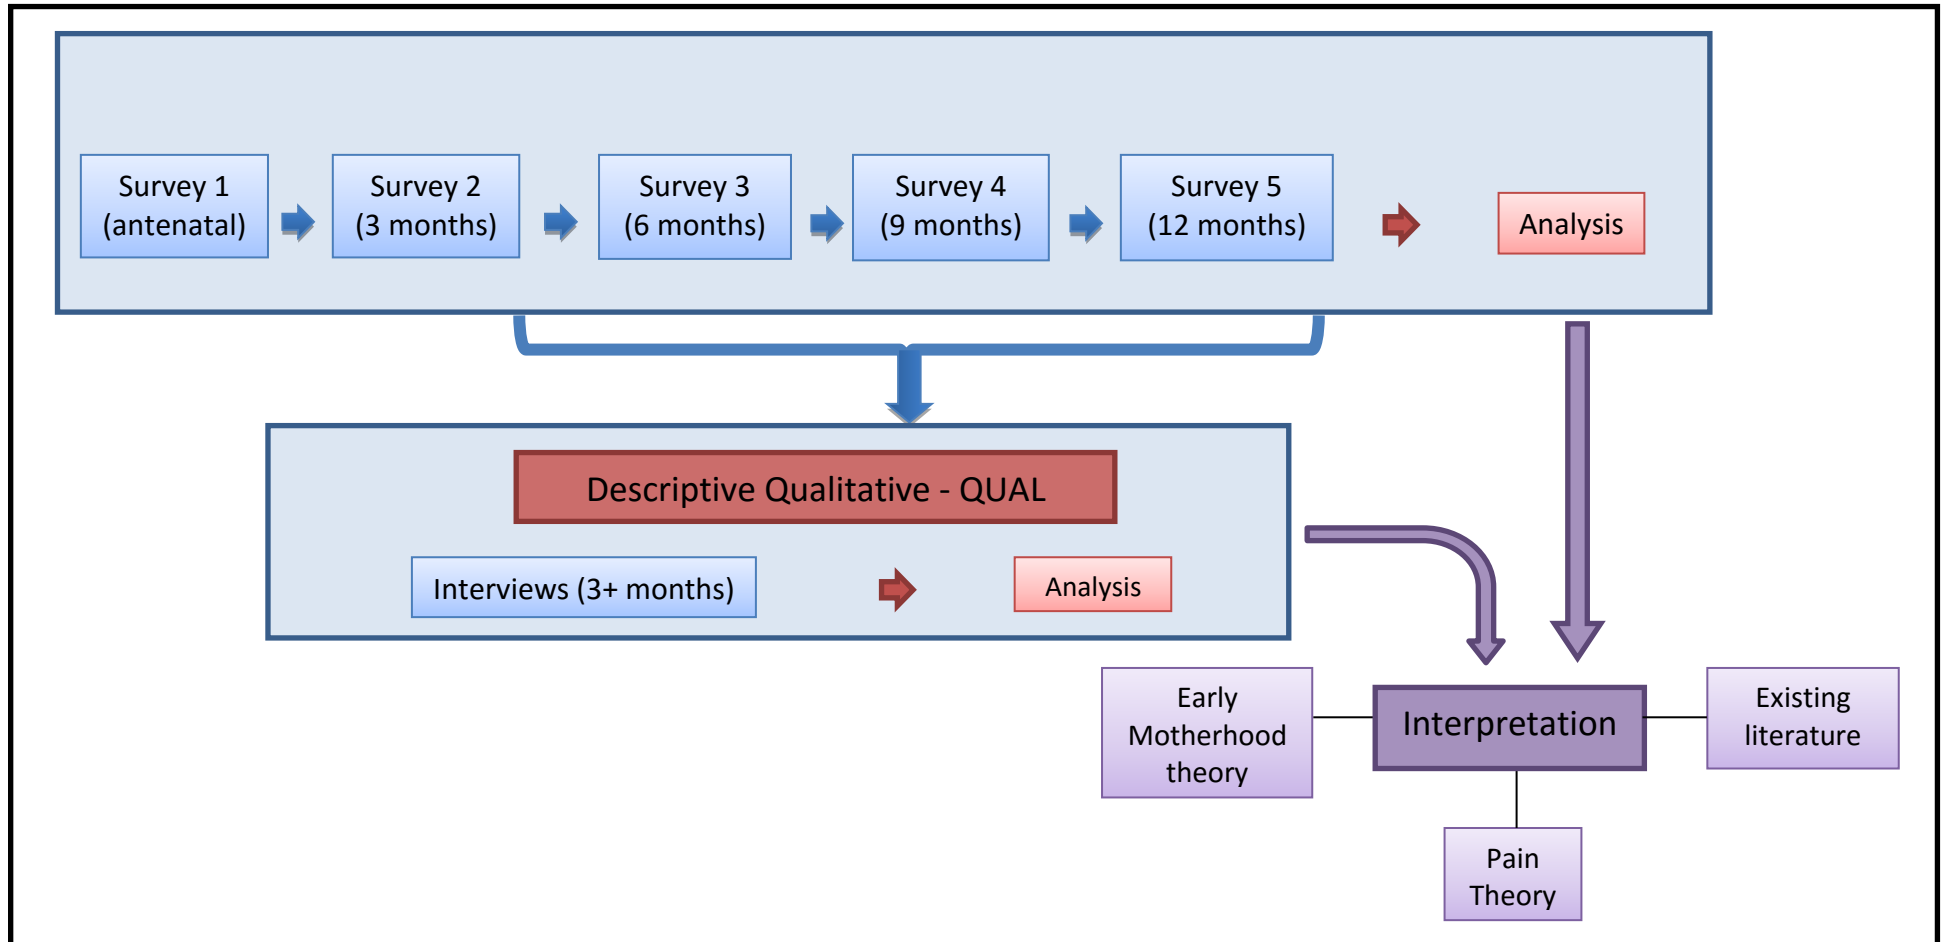 Survey 1
(antenatal)
Survey 2
(3 months)
Survey 3
(6 months)
Survey 4
(9 months)
Survey 5
(12 months)
Analysis
Descriptive Qualitative - QUAL
Interviews (3+ months)
Analysis
Early
Motherhood
theory
Interpretation
Existing
literature
Pain
Theory